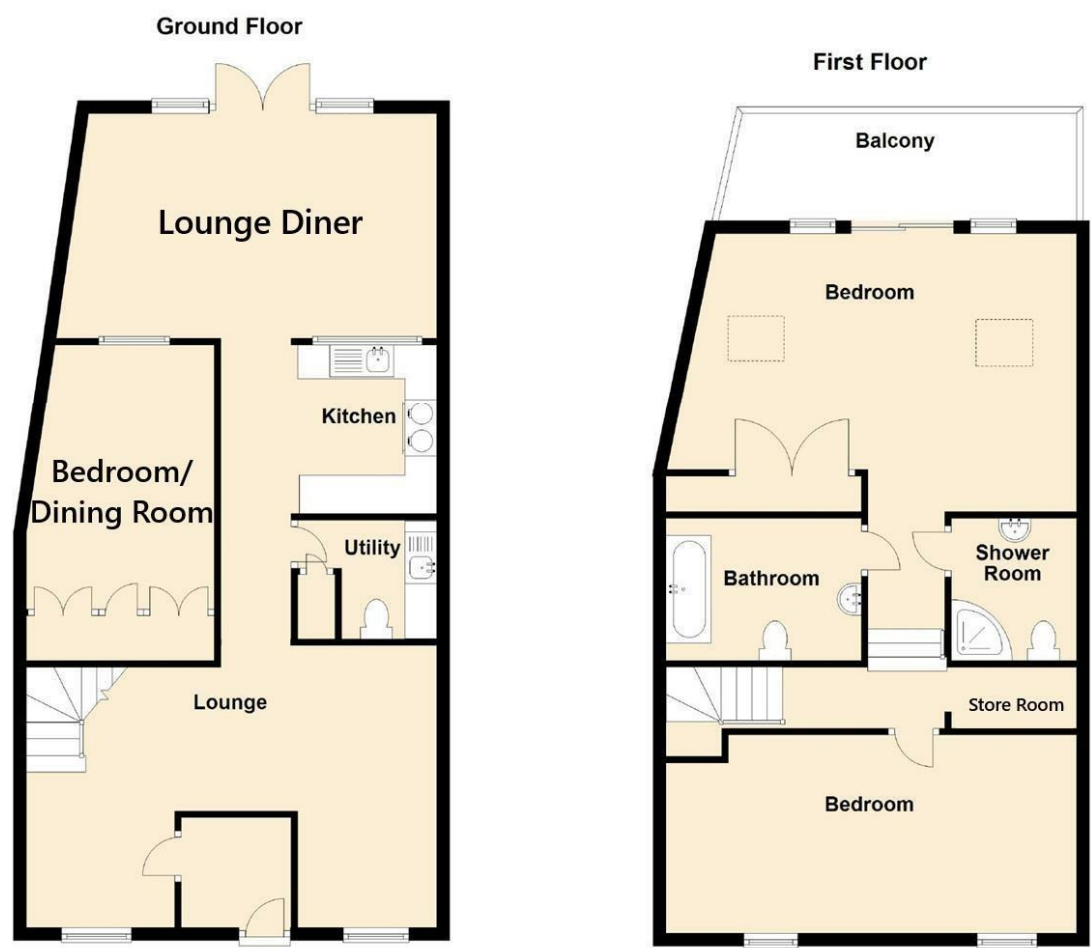 Ground Floor
Lounge Diner
Kitchen
Bedroom/
Dining Room
Utility
Lounge
First Floor
Balcony
Bedroom
Bathroom
Shower
Room
Store Room
Bedroom